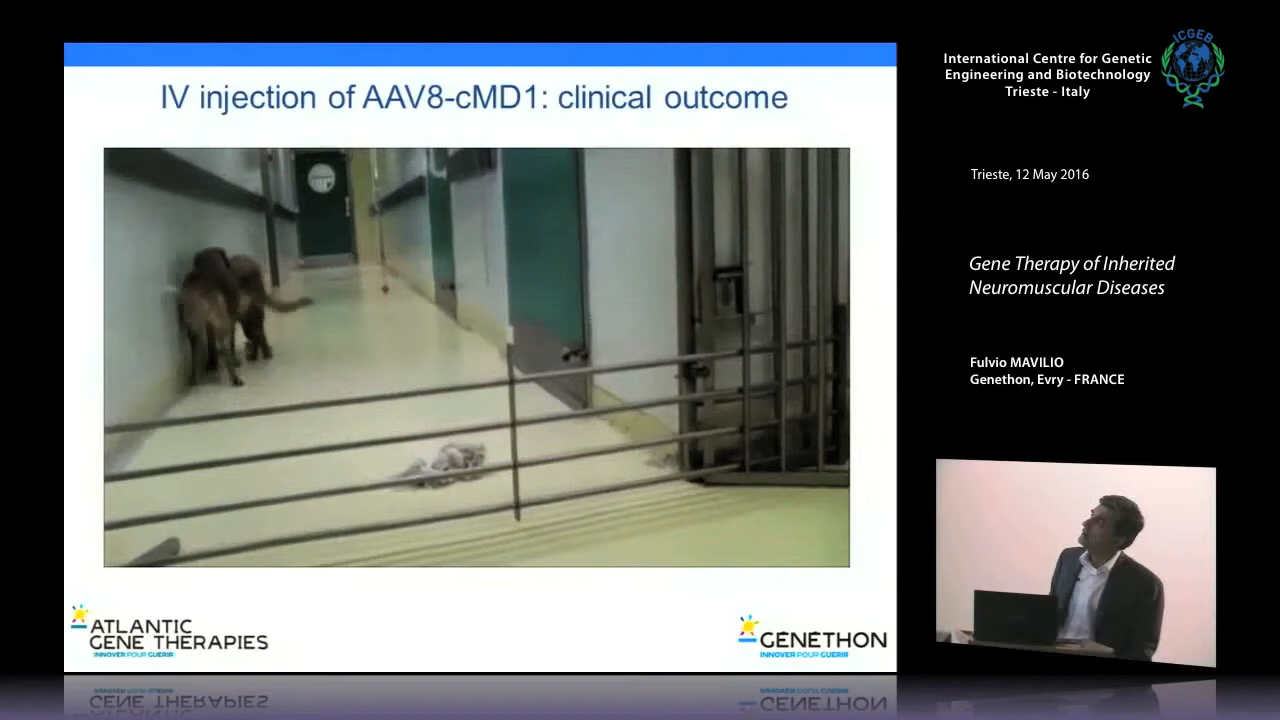 IV injection of AAV8-cMD1: clinical outcome
ATLANTIC
GENE THERAPIES
INNOVER POUR GUÉRIR
GENETHON
INNOVER POUR GUÉRIR
International Centre for Genetic
Engineering and Biotechnology
Trieste - Italy
ICGEB
Trieste, 12 May 2016
Gene Therapy of Inherited
Neuromuscular Diseases
Fulvio MAVILIO
Genethon, Evry - FRANCE